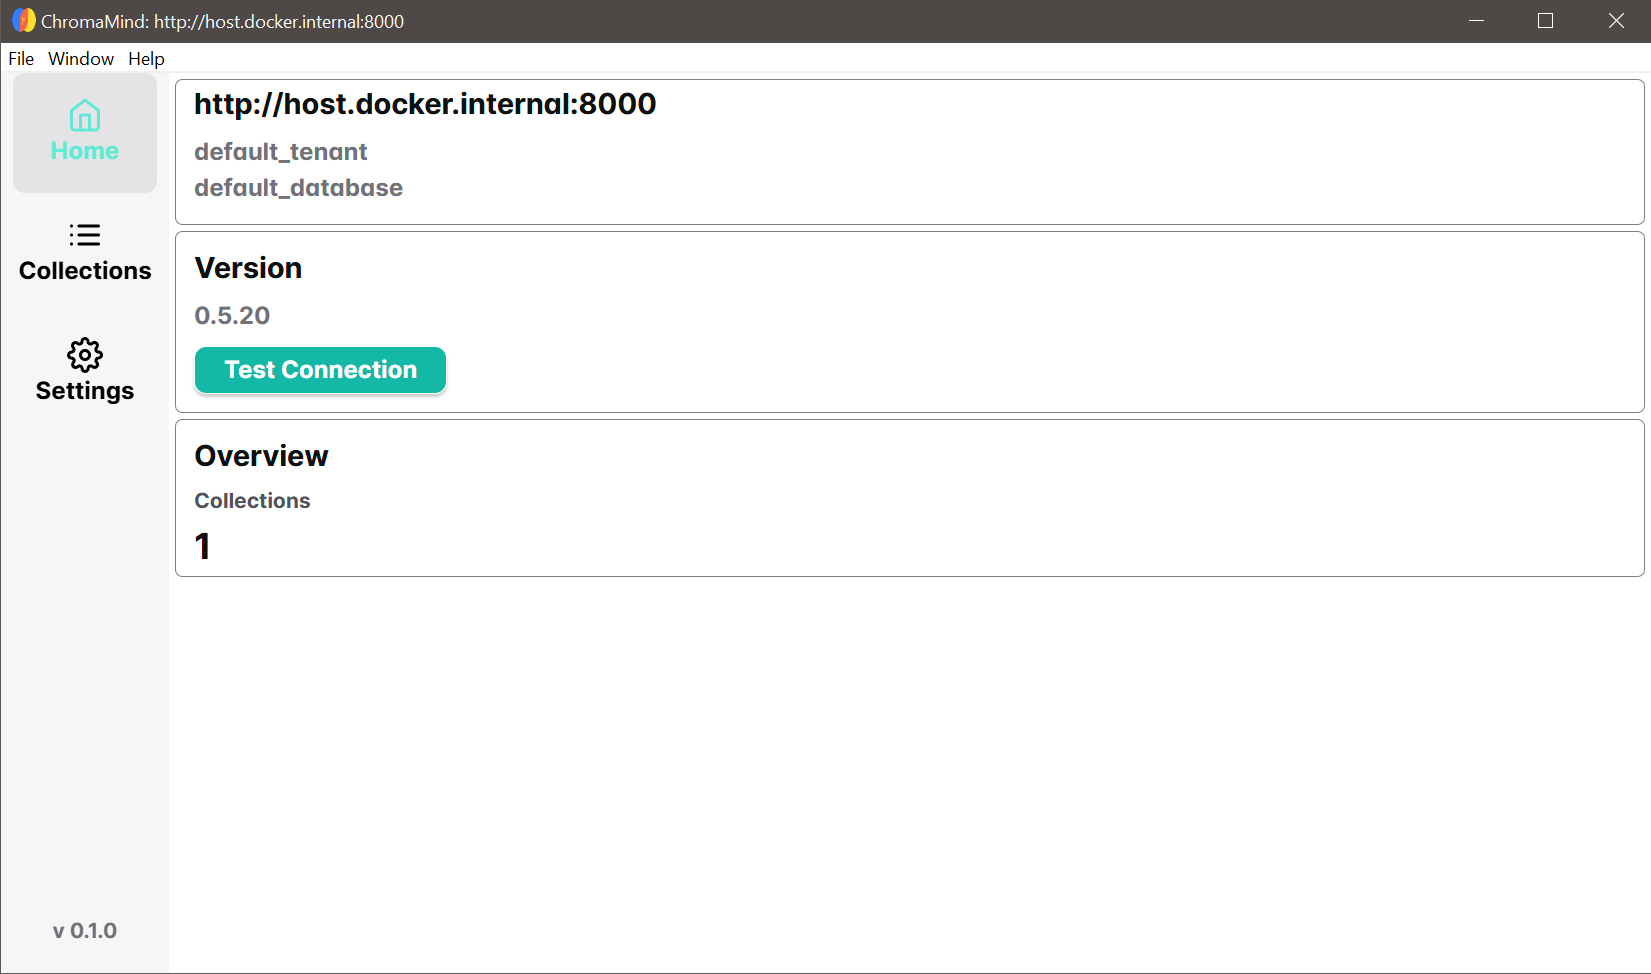 ChromaMind: http://host.docker.internal:8000
File Window Help
Home
Collections
Settings
v 0.1.0
http://host.docker.internal:8000
default_tenant
default_database
Version
0.5.20
Test Connection
Overview
Collections
1